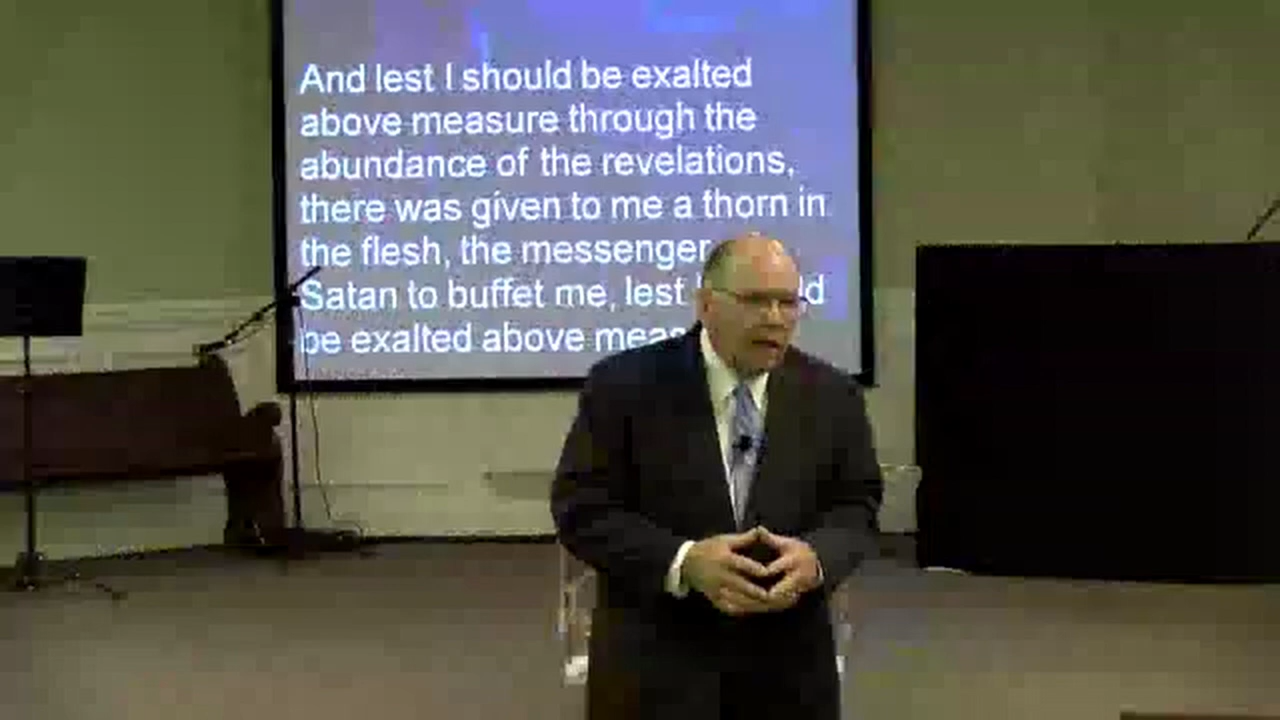 And lest I should be exalted
above measure through the
abundance of the revelations,
there was given to me a thorn in
the flesh, the messenger
Satan to buffet me, lest
be exalted above